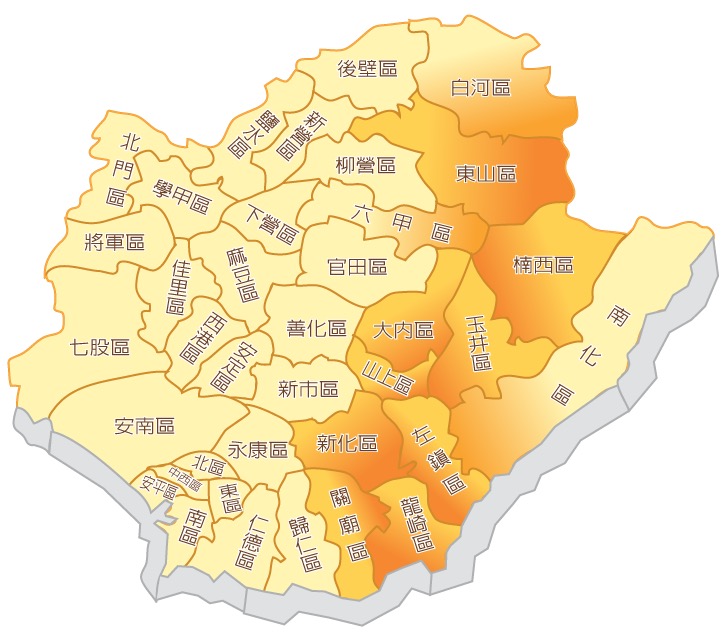 後壁區
白河區
鹽水區
新營區
北門區
柳營區
東山區
學甲區
下營區
六甲區
將軍區
佳里區
麻豆區
官田區
楠西區
七股區
西港區
安定區
善化區
大內區
玉井區
南化區
新市區
山上區
安南區
永康區
新化區
左鎮區
北區
中西區
安平區
東區
南區
仁德區
歸仁區
關廟區
龍崎區